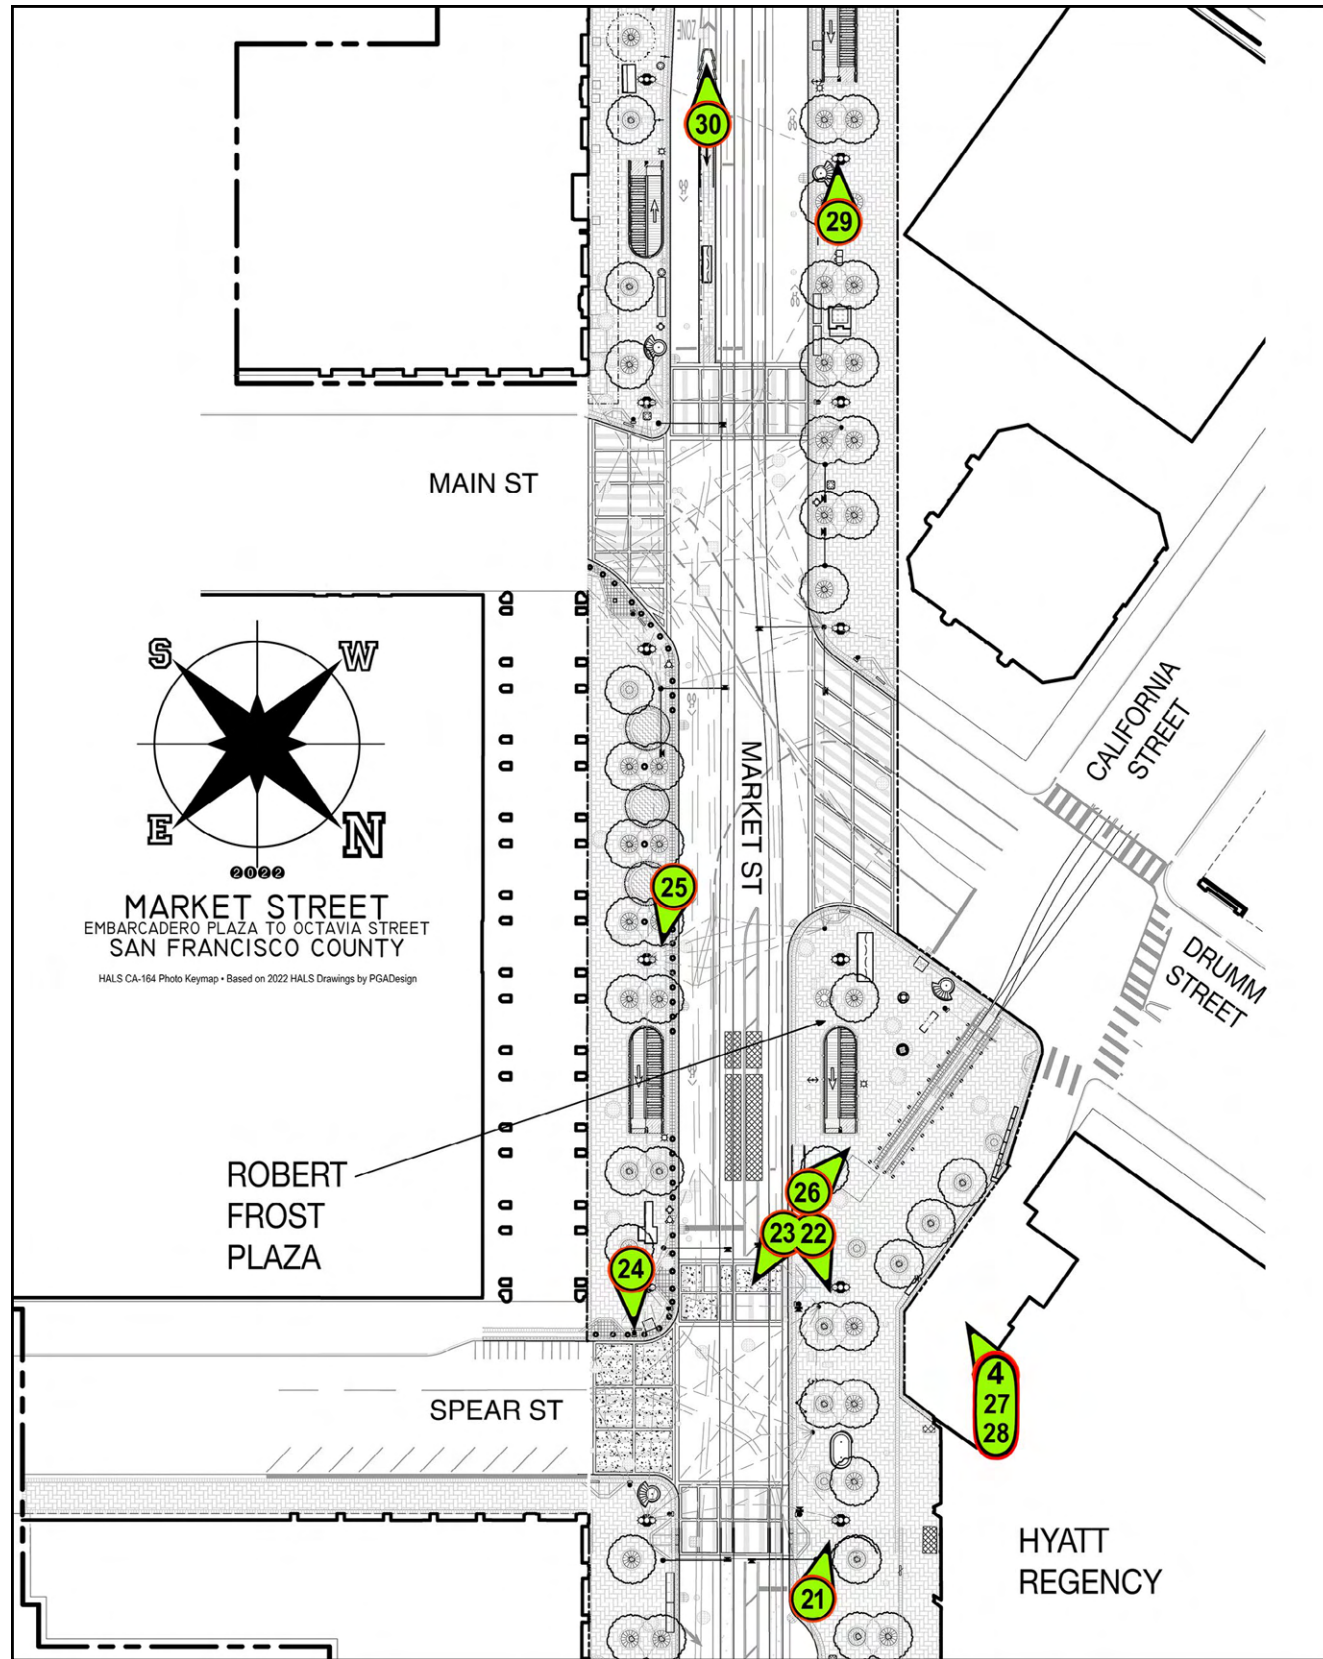 ZONE
30
29
MAIN ST
S
W
E
N
2022
MARKET STREET
EMBARCADERO PLAZA TO OCTAVIA STREET
SAN FRANCISCO COUNTY
HALS CA-164 Photo Keymap • Based on 2022 HALS Drawings by PGADesign
CALIFORNIA
STREET
MARKET ST
25
DRUMM
STREET
ROBERT
FROST
PLAZA
26
23
22
24
4
27
28
SPEAR ST
HYATT
REGENCY
21